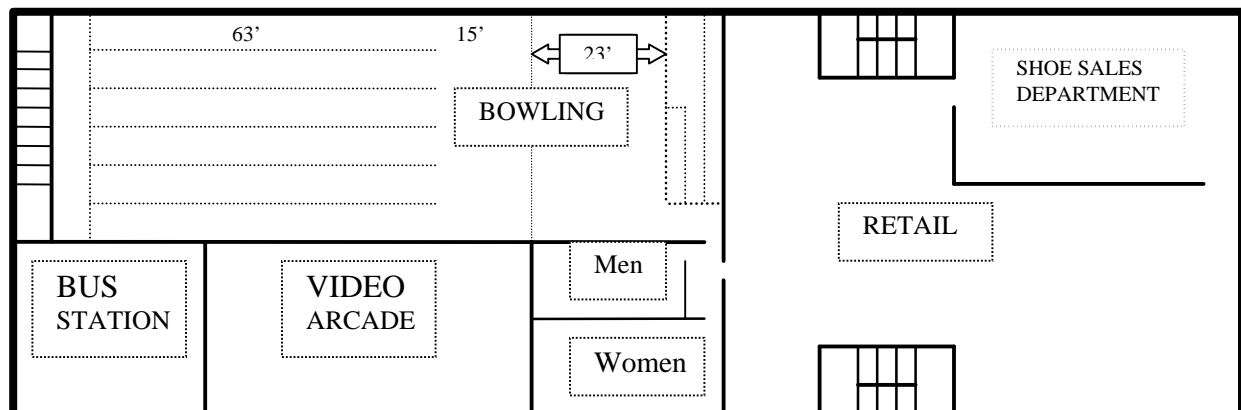 63’
15’
23’
SHOE SALES
DEPARTMENT
BOWLING
RETAIL
Men
BUS
STATION
VIDEO
ARCADE
Women